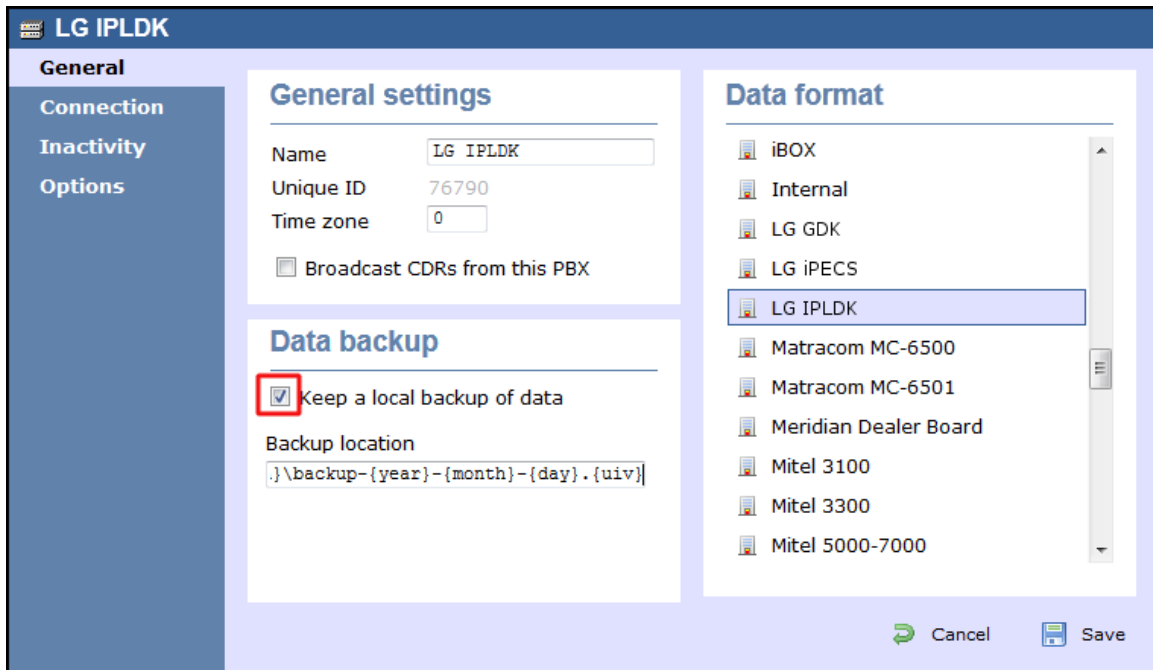 LG IPLDK
General
Connection
Inactivity
Options
General settings
Name
LG IPLDK
Unique ID
76790
Time zone
0
Broadcast CDRs from this PBX
Data backup
Keep a local backup of data
Backup location
.}\backup-{year}-{month}-{day}.{uiv}
Data format
iBOX
Internal
LG GDK
LG iPECS
LG IPLDK
Matracom MC-6500
Matracom MC-6501
Meridian Dealer Board
Mitel 3100
Mitel 3300
Mitel 5000-7000
Cancel
Save